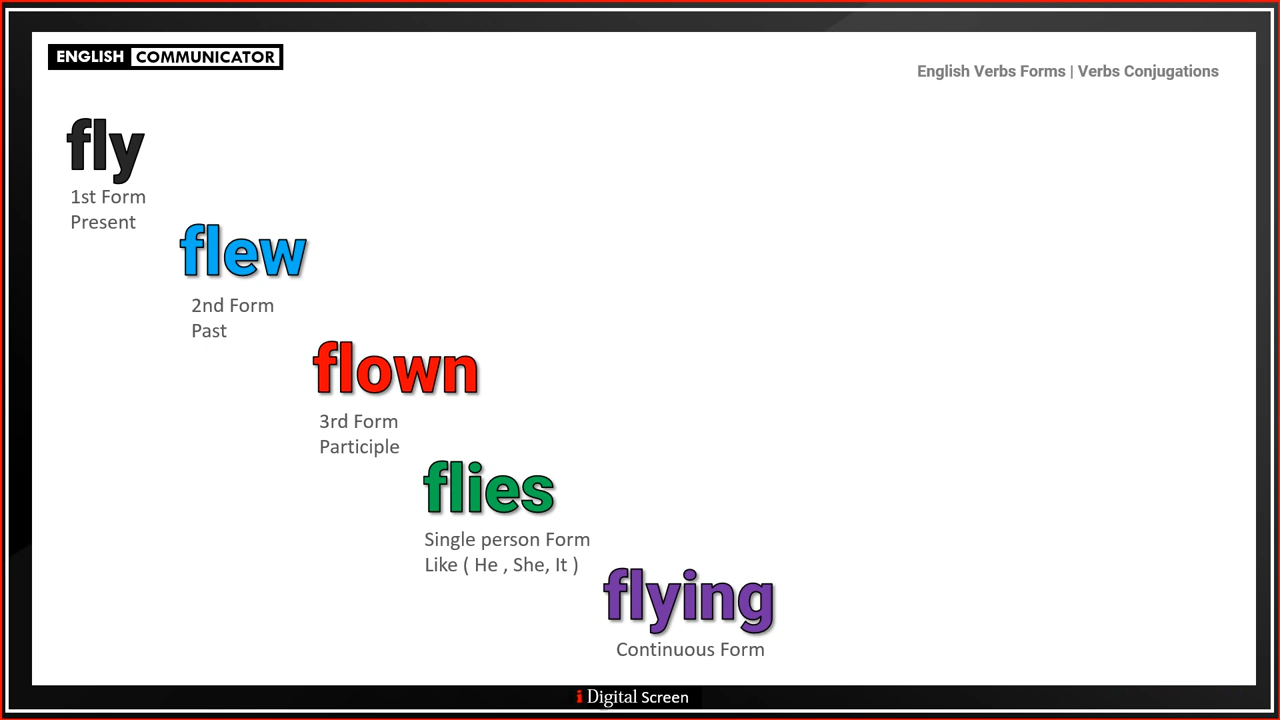 ENGLISH COMMUNICATOR
English Verbs Forms | Verbs Conjugations
fly
1st Form
Present
flew
2nd Form
Past
flown
3rd Form
Participle
flies
Single person Form
Like ( He , She, It )
flying
Continuous Form
i Digital Screen